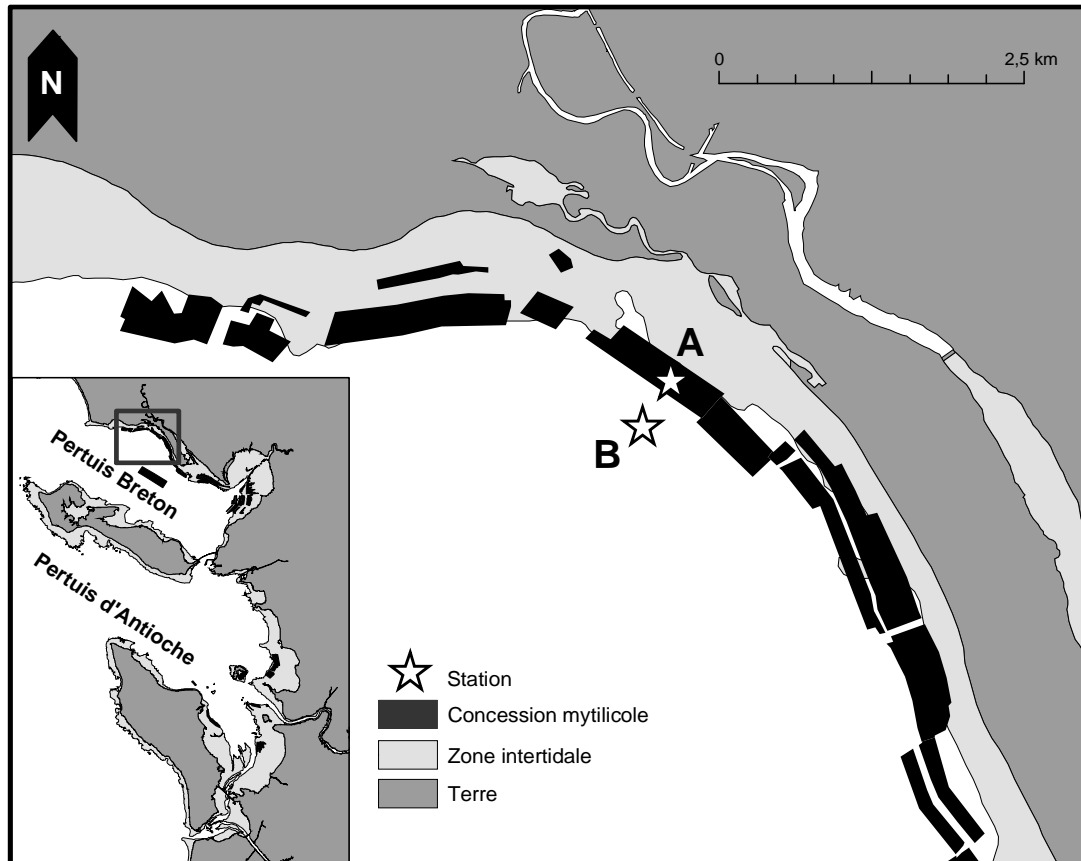 N
0
2,5 km
A
B
Pertuis Breton
Pertuis d'Antioche
Station
Concession mytilicole
Zone intertidale
Terre